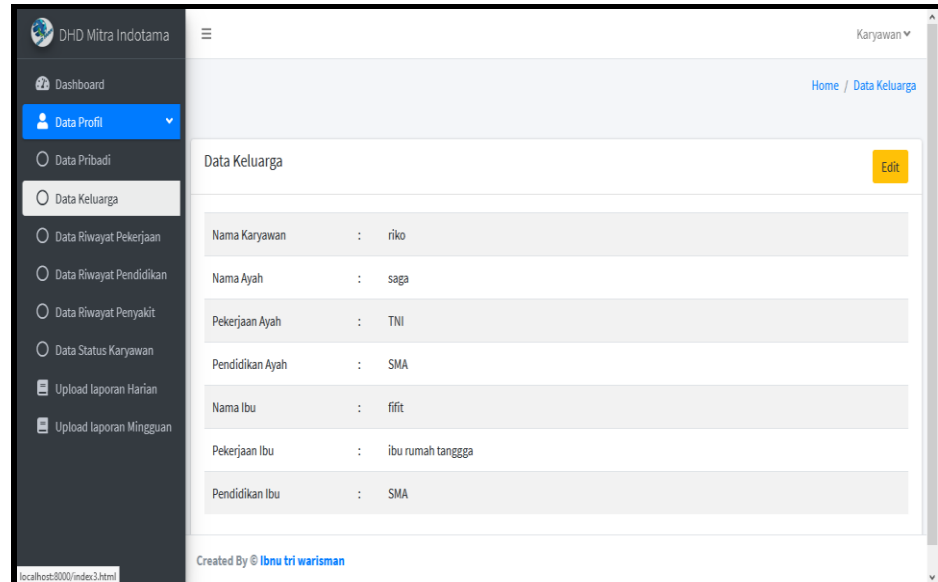 DHD Mitra Indotama
Karyawan
Dashboard
Home / Data Keluarga
Data Profil
Data Pribadi
Data Keluarga
Data Riwayat Pekerjaan
Data Riwayat Pendidikan
Data Riwayat Penyakit
Data Status Karyawan
Upload laporan Harian
Upload laporan Mingguan
Data Keluarga
Edit
Nama Karyawan : riko
Nama Ayah : saga
Pekerjaan Ayah : TNI
Pendidikan Ayah : SMA
Nama Ibu : fifit
Pekerjaan Ibu : ibu rumah tanggga
Pendidikan Ibu : SMA
Created By © Ibnu tri warisman
localhost:8000/index3.html